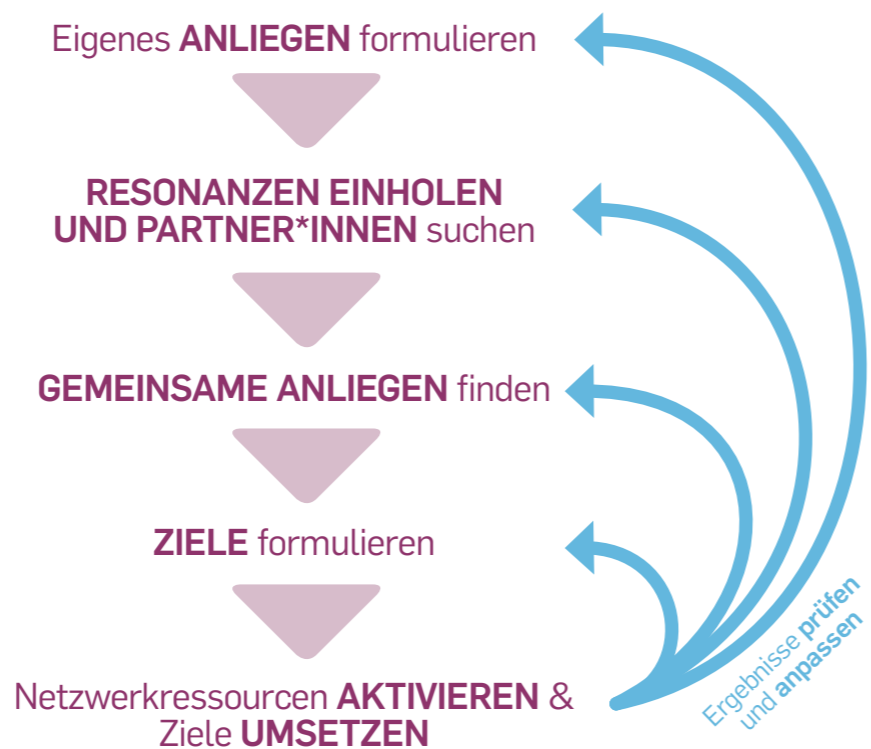 Eigenes ANLIEGEN formulieren
RESONANZEN EINHOLEN
UND PARTNER*INNEN suchen
GEMEINSAME ANLIEGEN finden
ZIELE formulieren
Netzwerkressourcen AKTIVIEREN &
Ziele UMSETZEN
Ergebnisse prüfen
und anpassen